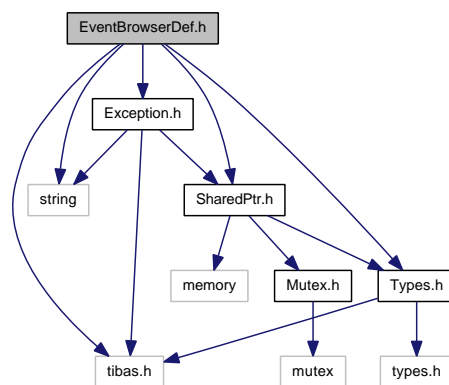 EventBrowserDef.h
Exception.h
string
SharedPtr.h
memory
Mutex.h
Types.h
tibas.h
mutex
types.h